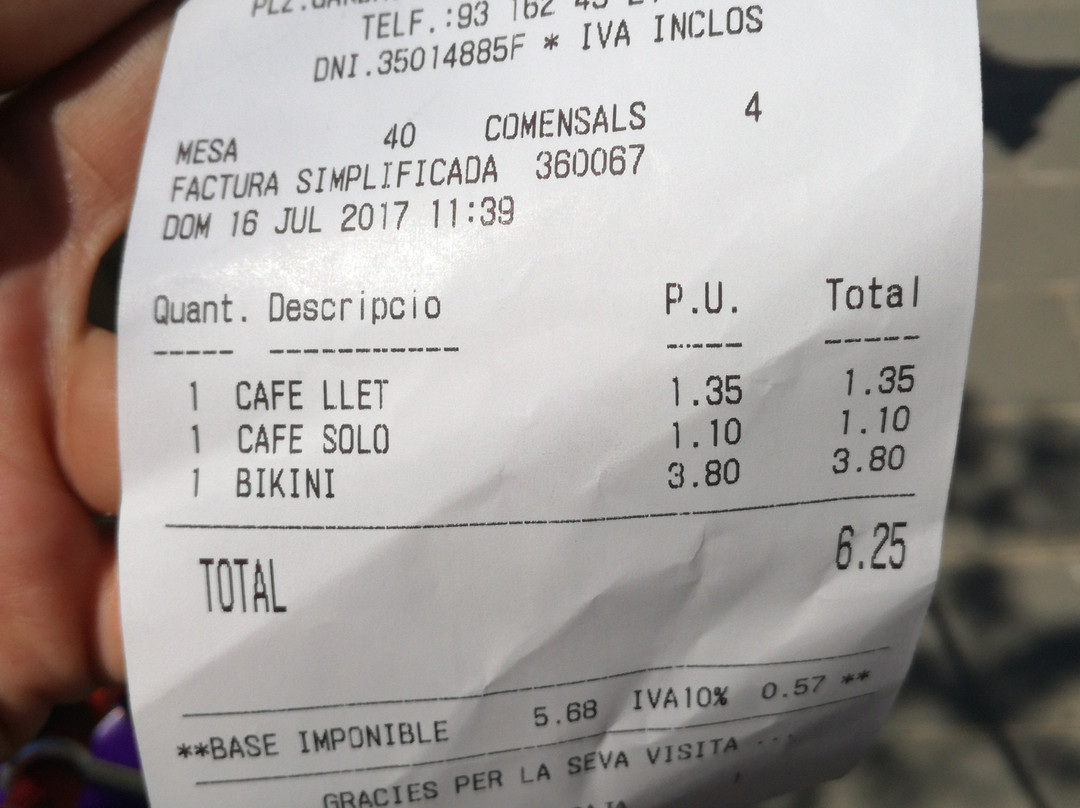 TELF.:93 162
DNI.35014885F * IVA INCLOS
MESA 40 COMENSALS 4
FACTURA SIMPLIFICADA 360067
DOM 16 JUL 2017 11:39
Quant. Descripcio P.U. Total
----- ----------- ----- -----
1 CAFE LLET 1.35 1.35
1 CAFE SOLO 1.10 1.10
1 BIKINI 3.80 3.80
TOTAL 6.25
**BASE IMPONIBLE 5.68 IVA10% 0.57 **
GRACIES PER LA SEVA VISITA ...